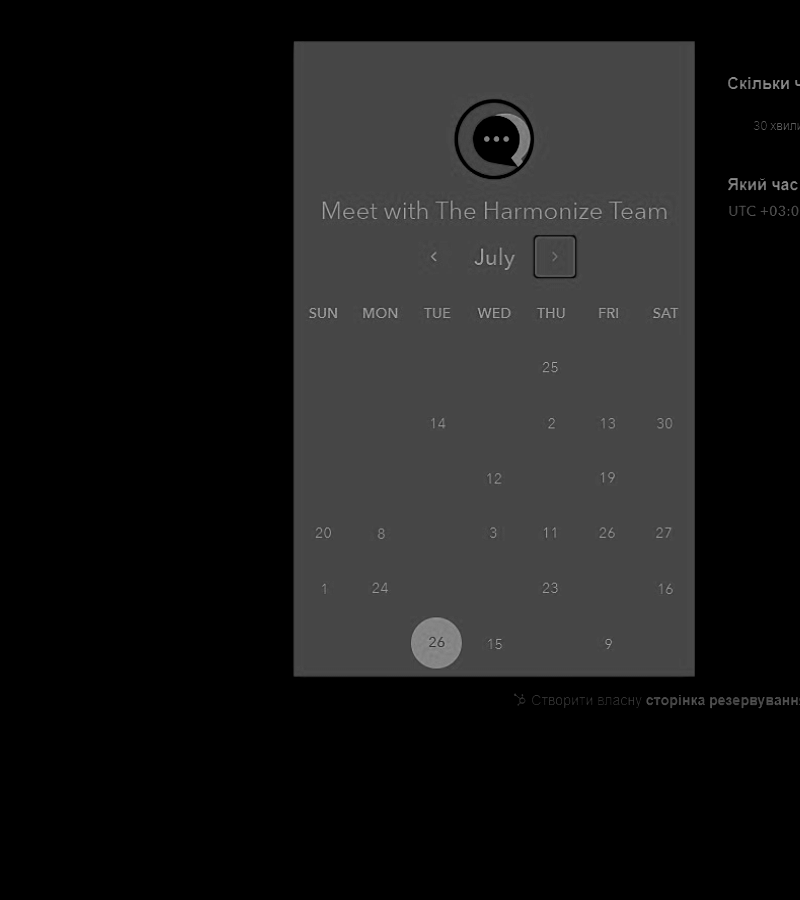 Скільки ч
30 хвили
Meet with The Harmonize Team
Який час
UTC +03:0
July
SUN MON TUE WED THU FRI SAT
25
14 2 13 30
12 19
20 8 3 11 26 27
1 24 23 16
26 15 9
Створити власну сторінка резервуванн